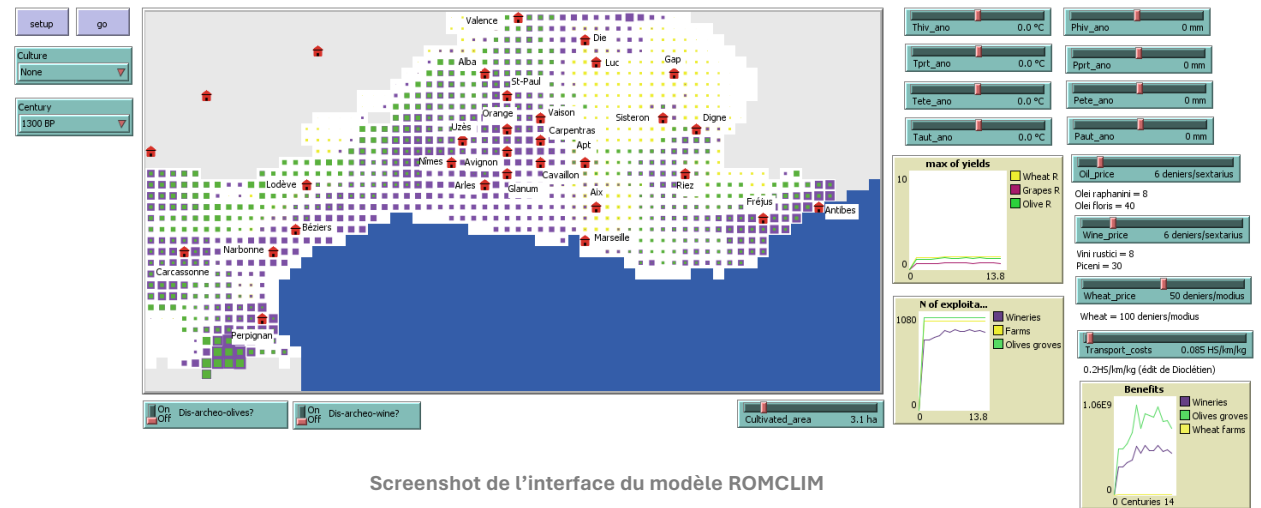 setup
go
Culture
None
Century
1300 BP
Valence
Die
Luc
Gap
Alba
St-Paul
Orange
Vaison
Uzès
Carpentras
Sisteron
Digne
Apt
Nîmes
Avignon
Cavaillon
Lodève
Arles
Glanum
Riez
Aix
Fréjus
Antibes
Béziers
Marseille
Narbonne
Carcassonne
Perpignan
On
Off
Dis-archeo-olives?
On
Off
Dis-archeo-wine?
Cultivated_area 3.1 ha
Thiv_ano 0.0 °C
Phiv_ano 0 mm
Tprt_ano 0.0 °C
Pprt_ano 0 mm
Tete_ano 0.0 °C
Pete_ano 0 mm
Taut_ano 0.0 °C
Paut_ano 0 mm
max of yields
10
0
0 13.8
Wheat R
Grapes R
Olive R
Oil_price 6 deniers/sextarius
Olei raphanini = 8
Olei floris = 40
Wine_price 6 deniers/sextarius
Vini rustici = 8
Piceni = 30
Wheat_price 50 deniers/modius
Wheat = 100 deniers/modius
N of exploita...
1080
0
0 13.8
Wineries
Farms
Olives groves
Transport_costs 0.085 HS/km/kg
0.2HS/km/kg (édit de Dioclétien)
Benefits
1.06E9
0
0 Centuries 14
Wineries
Olives groves
Wheat farms
Screenshot de l'interface du modèle ROMCLIM